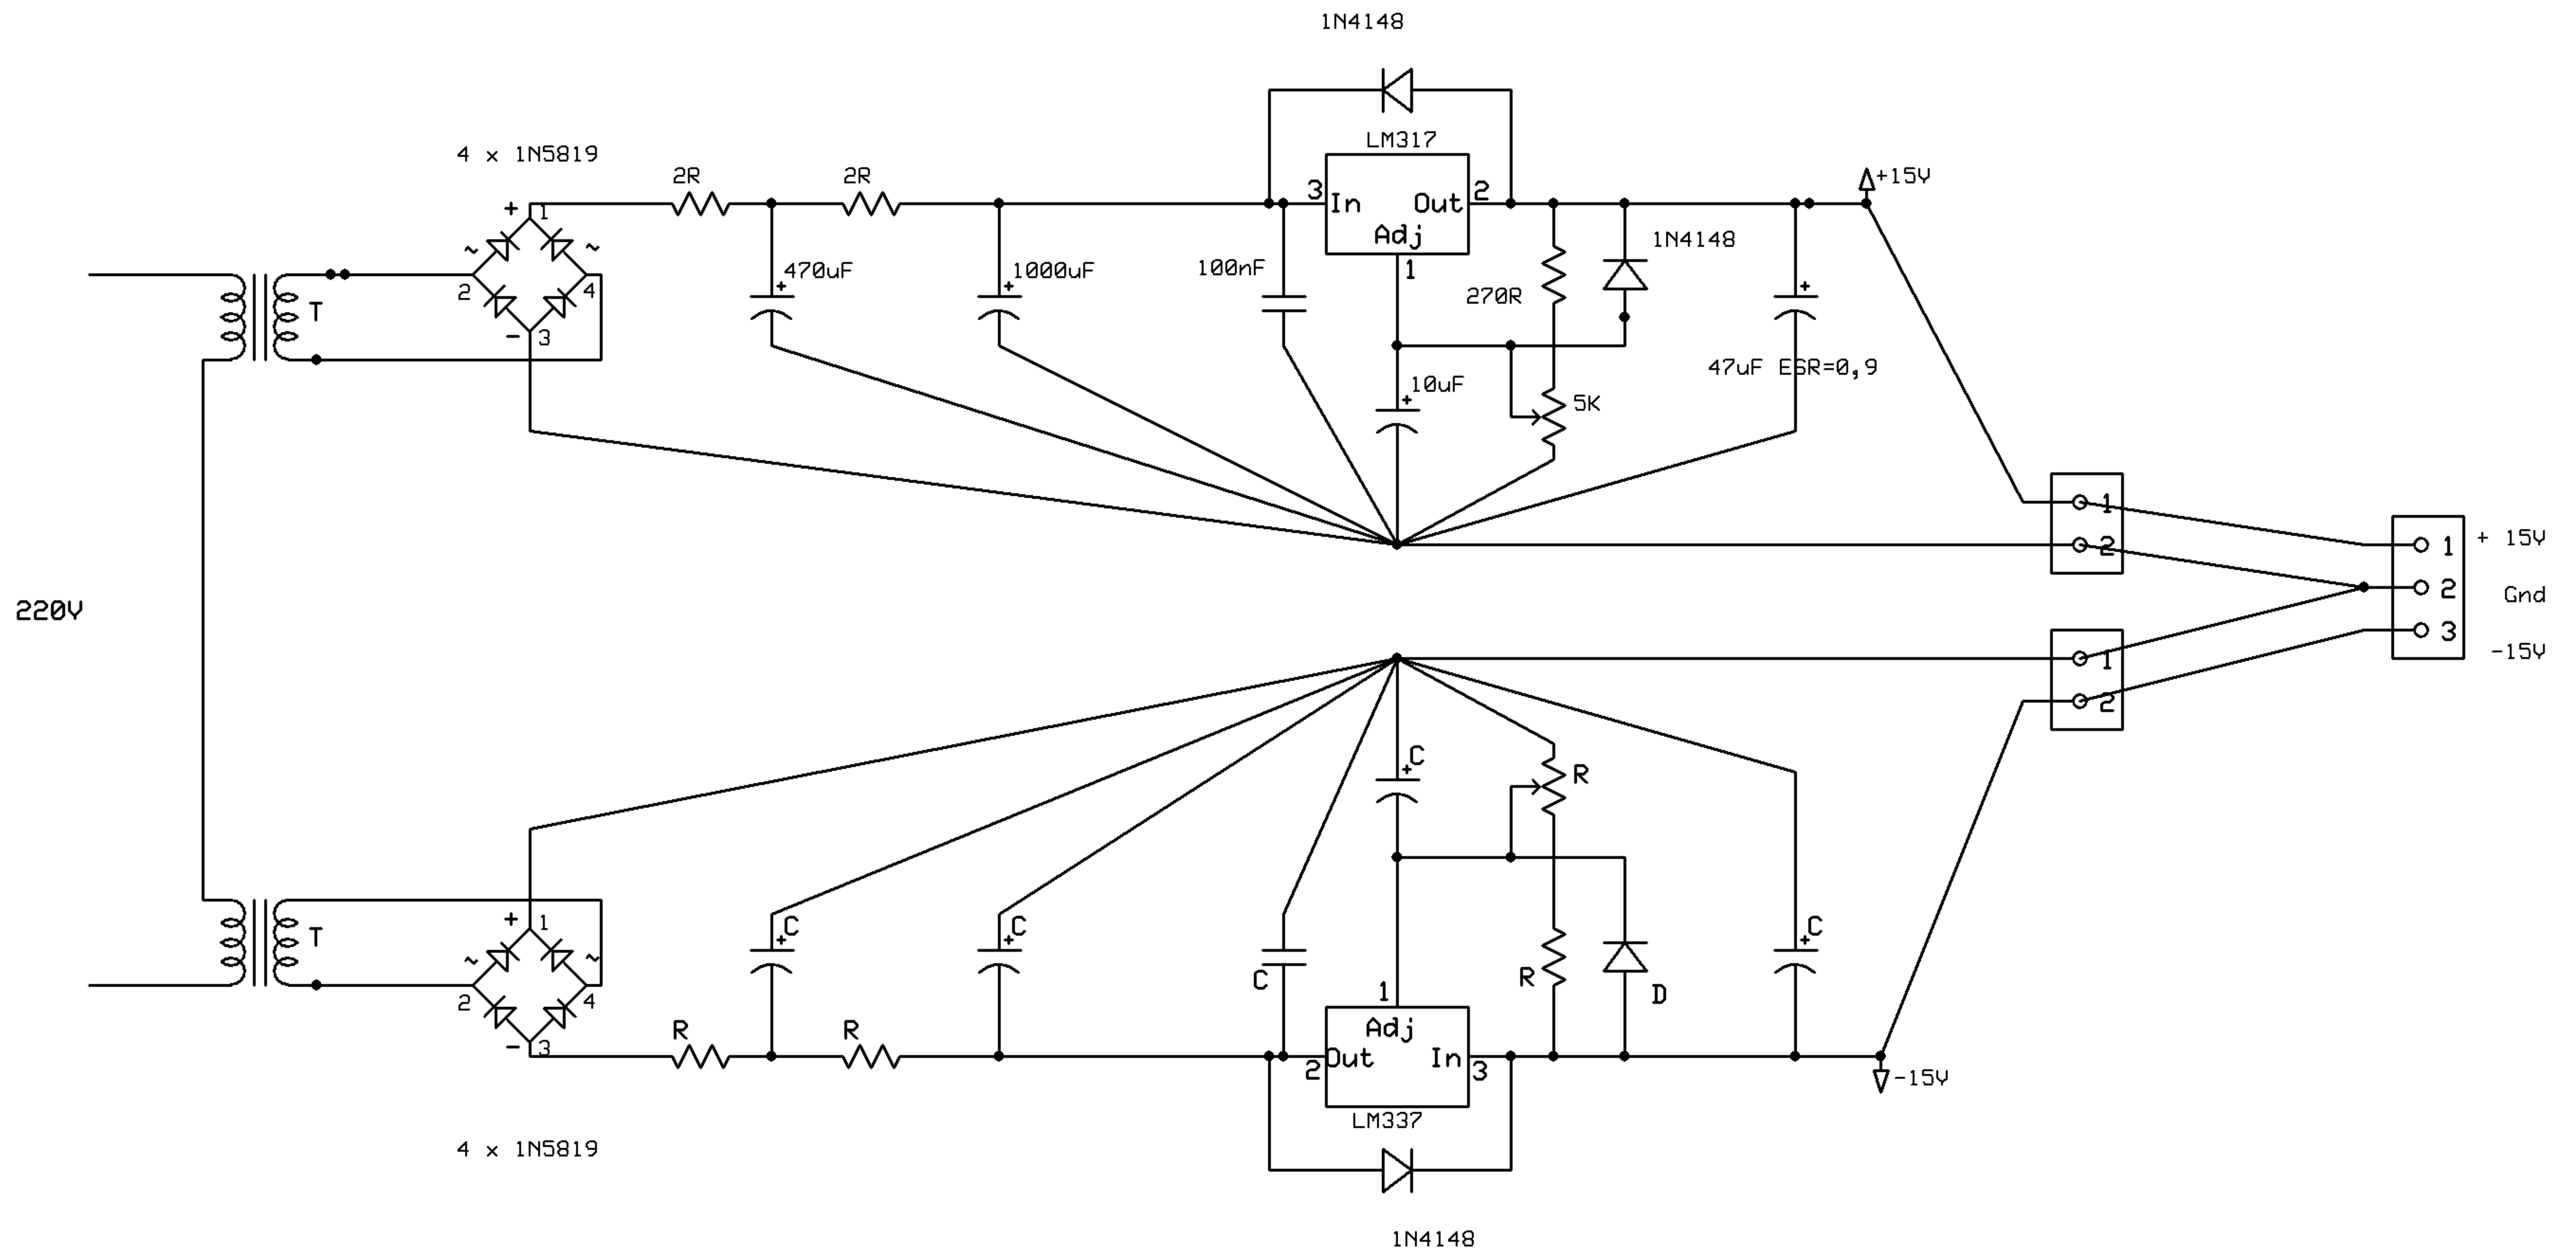 1N4148
LM317
4 x 1N5819
2R
2R
+15V
3 In
Out 2
Adj
1
+ 1
~
~
2
4
- 3
T
+
470uF
+
1000uF
100nF
270R
1N4148
+
47uF ESR=0,9
+
10uF
5K
1
2
1 + 15V
2 Gnd
3 -15V
220V
1
2
+
C
R
+ 1
~
~
2
4
- 3
T
+
C
+
C
C
R
D
+
C
R
R
1
Adj
2 Out
In 3
LM337
-15V
4 x 1N5819
1N4148